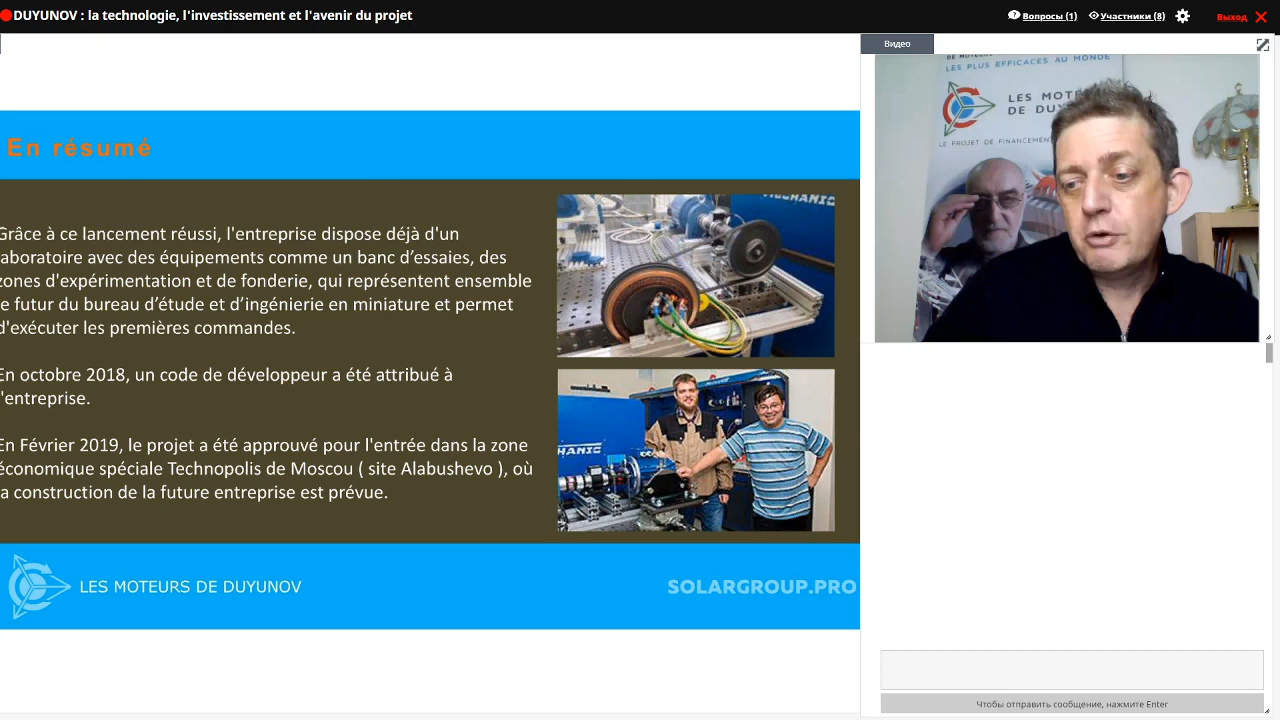 DUYUNOV : la technologie, l'investissement et l'avenir du projet
Вопросы (1)
Участники (8)
Выход
En résumé
Grâce à ce lancement réussi, l'entreprise dispose déjà d'un
laboratoire avec des équipements comme un banc d’essaies, des
zones d'expérimentation et de fonderie, qui représentent ensemble
le futur du bureau d’étude et d’ingénierie en miniature et permet
d'exécuter les premières commandes.
En octobre 2018, un code de développeur a été attribué à
l'entreprise.
En Février 2019, le projet a été approuvé pour l'entrée dans la zone
économique spéciale Technopolis de Moscou ( site Alabushevo ), où
la construction de la future entreprise est prévue.
MECHANIC
HANIC
LES MOTEURS DE DUYUNOV
SOLARGROUP.PRO
Видео
DE MOTEURS
LES PLUS EFFICACES AU MONDE
LES MOT
DE DUY
LE PROJET DE FINANCEMEN
Чтобы отправить сообщение, нажмите Enter